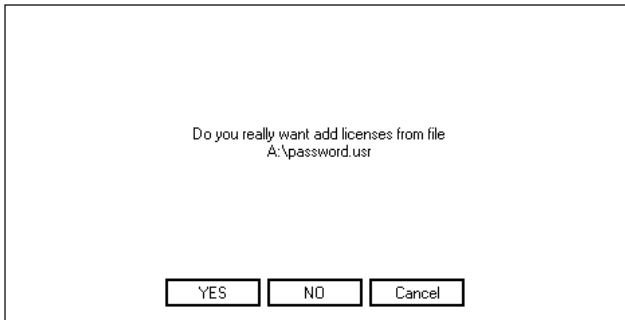 Do you really want add licenses from file
A:\password.usr
YES NO Cancel